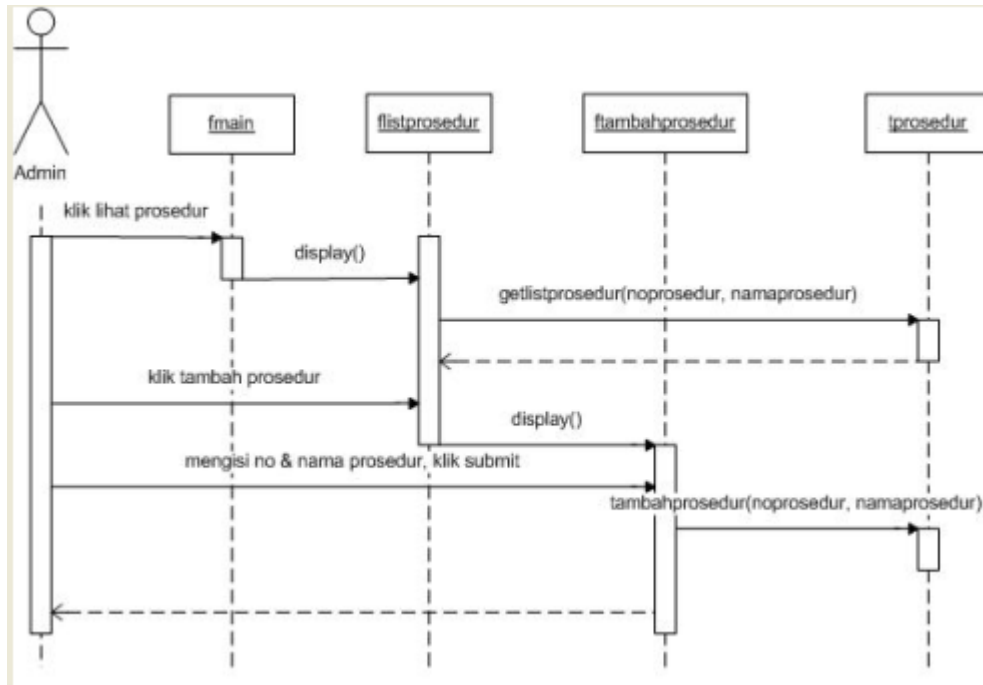 fmain
flistprosedur
ftambahprosedur
tprosedur
Admin
klik lihat prosedur
display()
getlistprosedur(noprosedur, namaprosedur)
klik tambah prosedur
display()
mengisi no & nama prosedur, klik submit
tambahprosedur(noprosedur, namaprosedur)